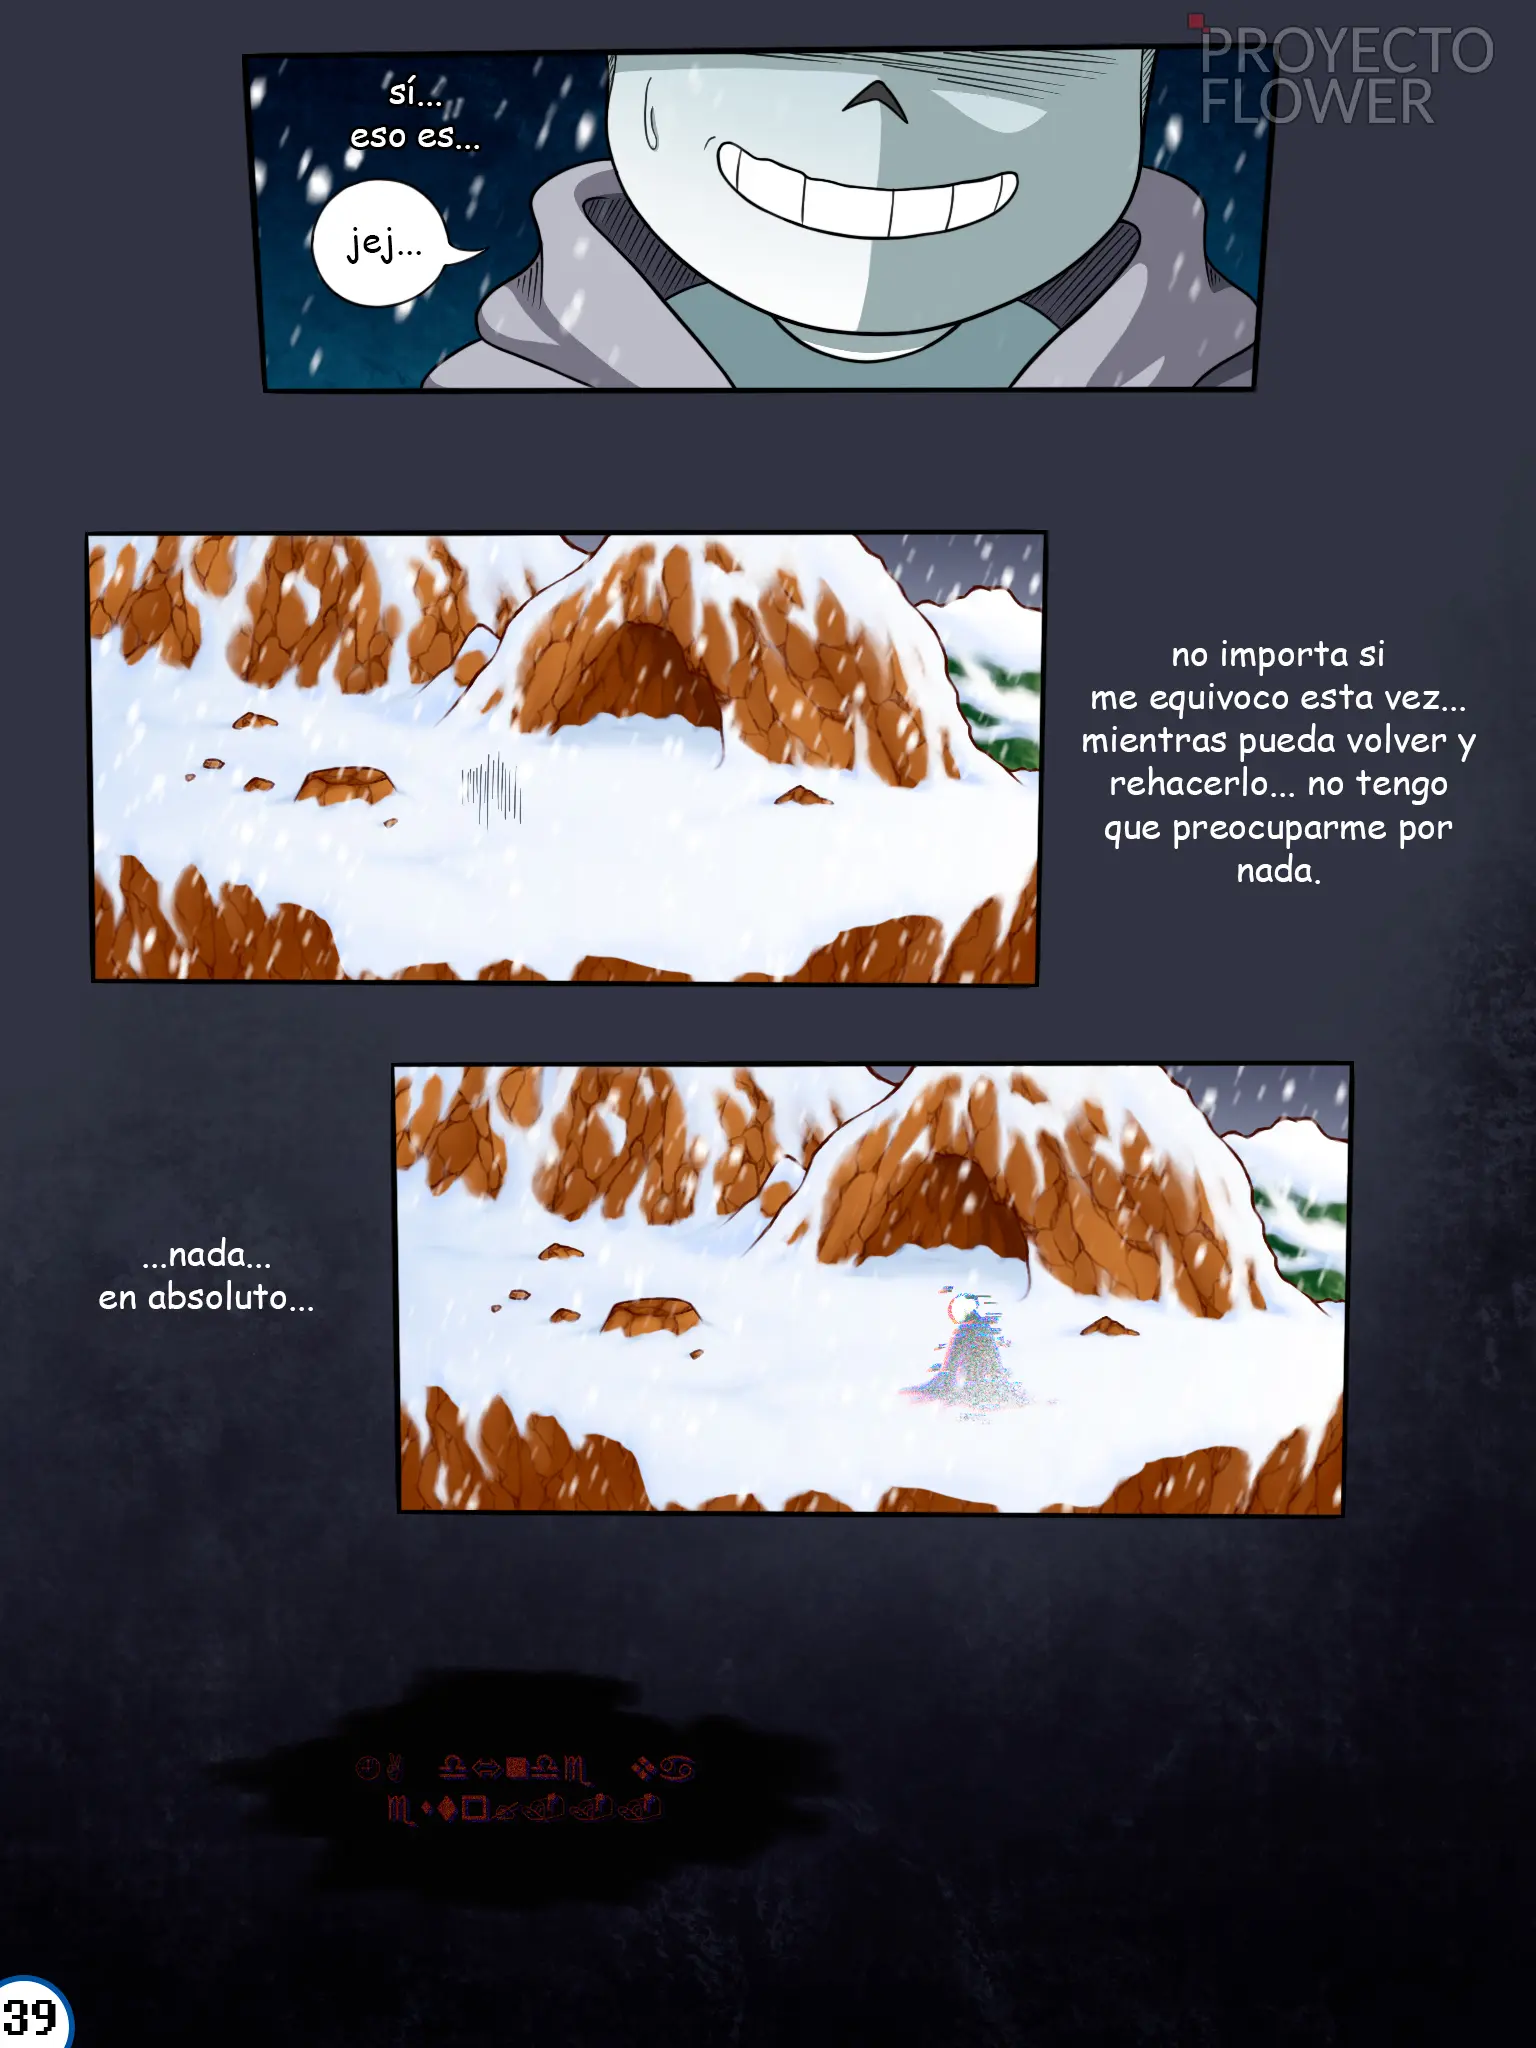 PROYECTO
FLOWER
sí...
eso es...
jej...
no importa si
me equivoco esta vez...
mientras pueda volver y
rehacerlo... no tengo
que preocuparme por
nada.
...nada...
en absoluto...
🕘✌ ♎⬄■♎♏ ❖♋
♏⬧⧫□✍📬📬📬
39